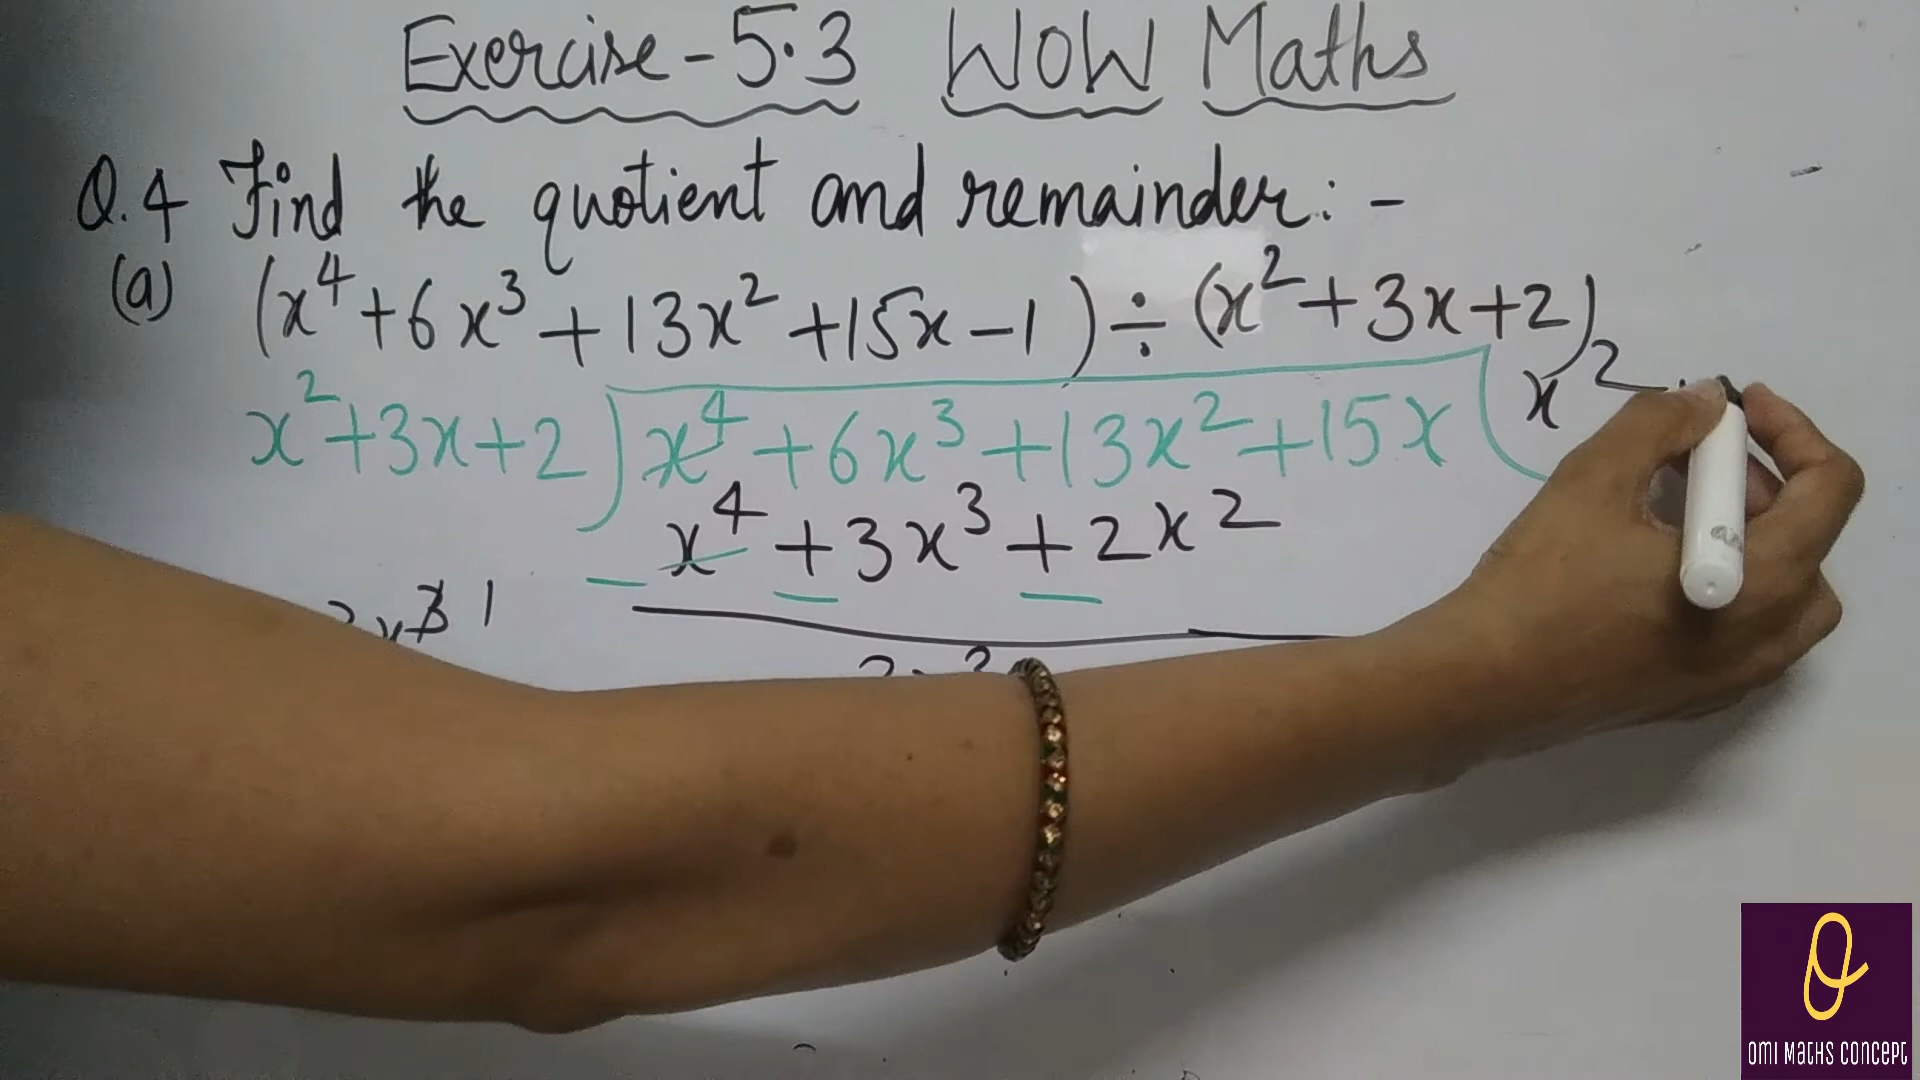 Exercise-5.3 WOW Maths
Q.4 Find the quotient and remainder:-
(a) (x⁴+6x³+13x²+15x-1)÷(x²+3x+2)
x²+3x+2)x⁴+6x³+13x²+15x(x²
x⁴+3x³+2x²
- - -
OMI MATHS CONCEPT